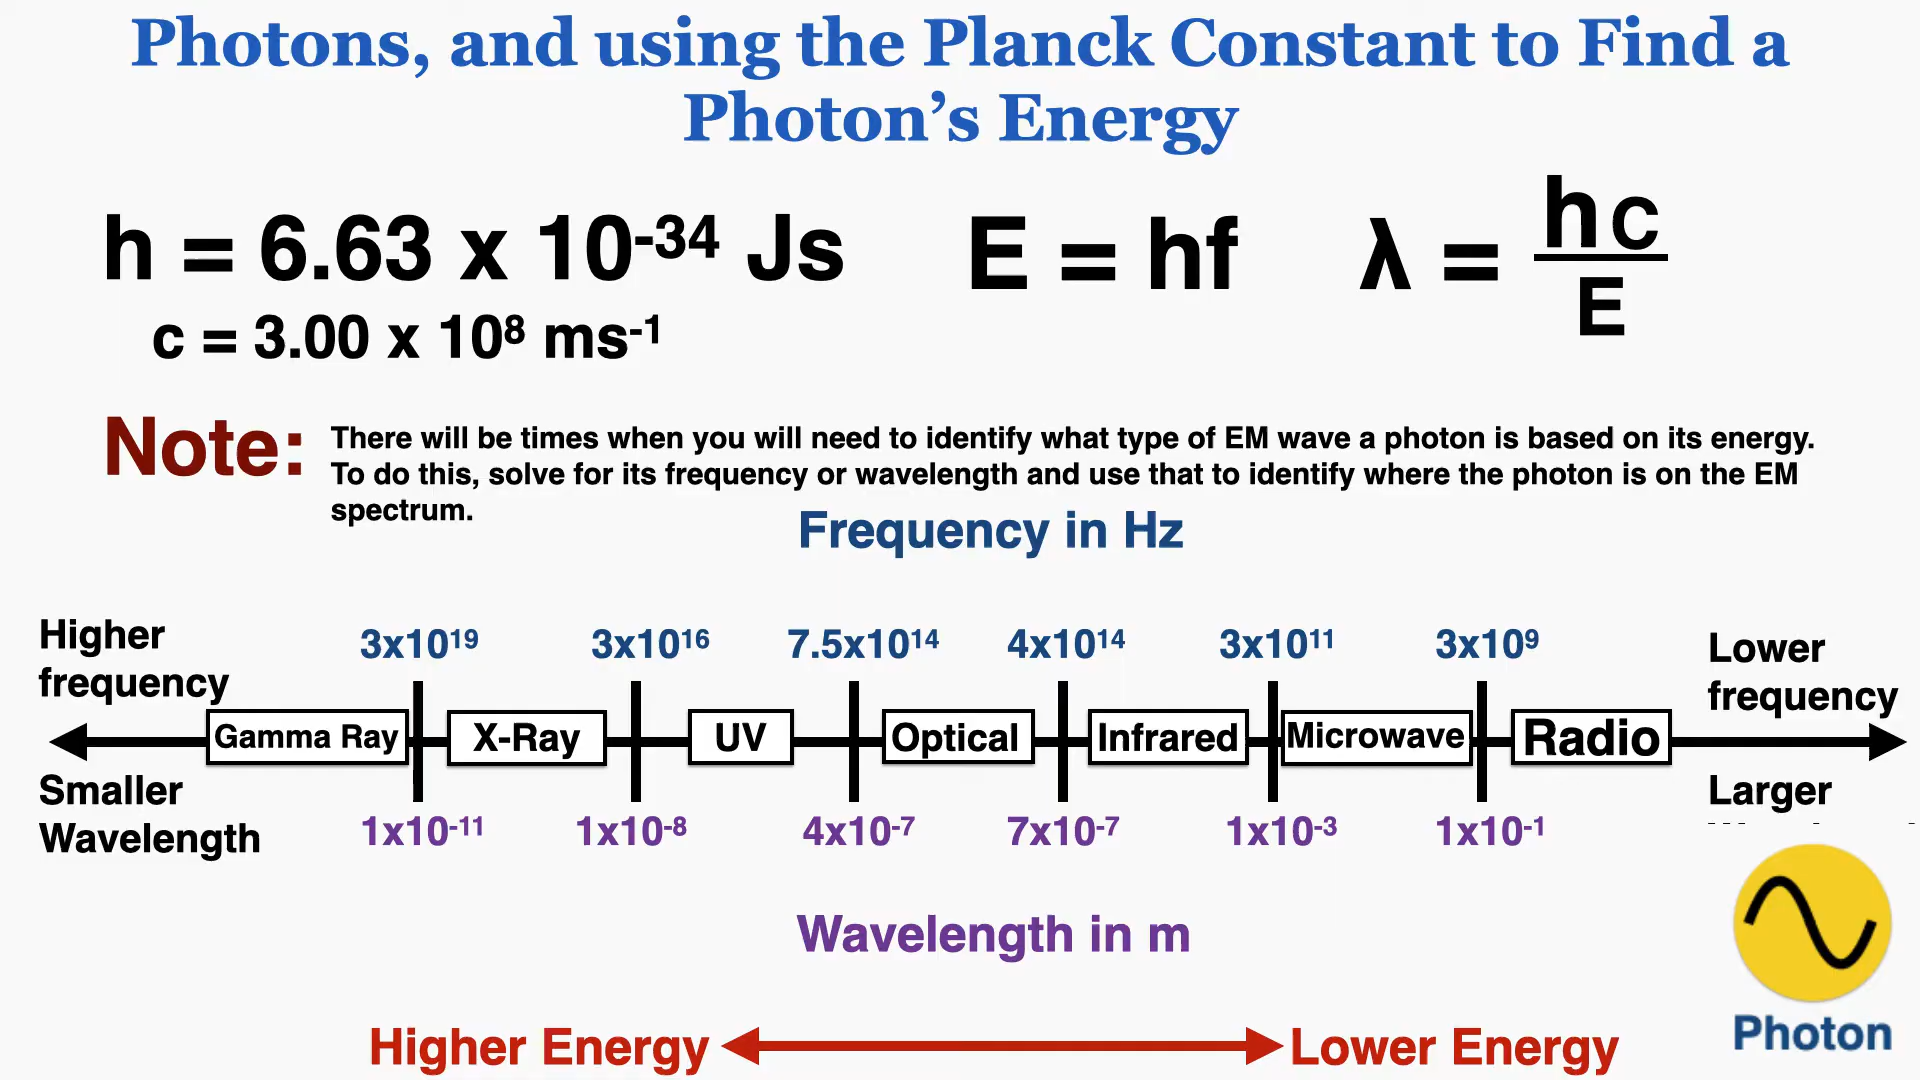 Photons, and using the Planck Constant to Find a
Photon’s Energy
h = 6.63 x 10⁻³⁴ Js
E = hf
λ = hc/E
c = 3.00 x 10⁸ ms⁻¹
Note:
There will be times when you will need to identify what type of EM wave a photon is based on its energy.
To do this, solve for its frequency or wavelength and use that to identify where the photon is on the EM
spectrum.
Frequency in Hz
Higher
frequency
3x10¹⁹
3x10¹⁶
7.5x10¹⁴
4x10¹⁴
3x10¹¹
3x10⁹
Lower
frequency
Gamma Ray
X-Ray
UV
Optical
Infrared
Microwave
Radio
Smaller
Wavelength
1x10⁻¹¹
1x10⁻⁸
4x10⁻⁷
7x10⁻⁷
1x10⁻³
1x10⁻¹
Larger
Wavelength in m
Photon
Higher Energy
Lower Energy